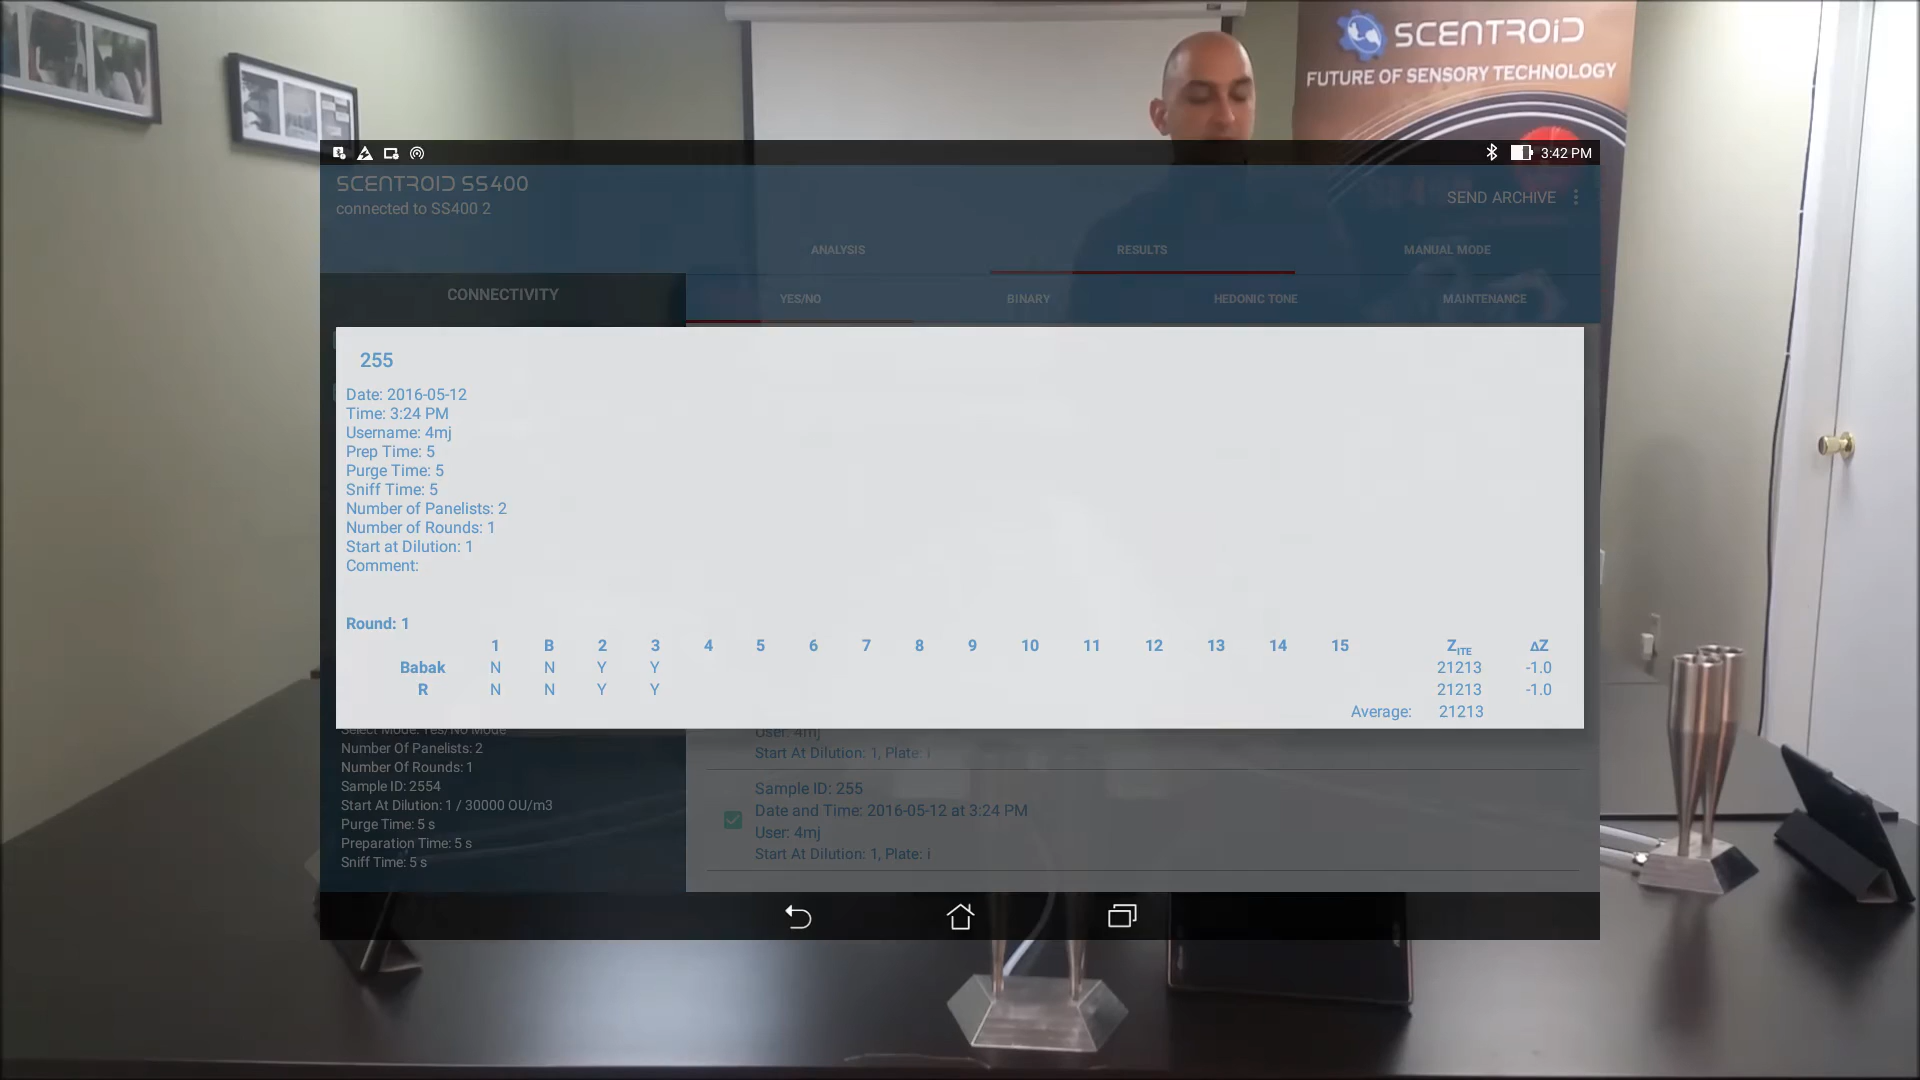 SCENTROID
FUTURE OF SENSORY TECHNOLOGY
3:42 PM
SCENTROID SS400
connected to SS400 2
SEND ARCHIVE
ANALYSIS RESULTS MANUAL MODE
CONNECTIVITY
YES/NO BINARY HEDONIC TONE MAINTENANCE
255
Date: 2016-05-12
Time: 3:24 PM
Username: 4mj
Prep Time: 5
Purge Time: 5
Sniff Time: 5
Number of Panelists: 2
Number of Rounds: 1
Start at Dilution: 1
Comment:
Round: 1
1 B 2 3 4 5 6 7 8 9 10 11 12 13 14 15 ZITE ΔZ
Babak N N Y Y 21213 -1.0
R N N Y Y 21213 -1.0
Average: 21213
Select Mode: Yes/No Mode
Number Of Panelists: 2
Number Of Rounds: 1
Sample ID: 2554
Start At Dilution: 1 / 30000 OU/m3
Purge Time: 5 s
Preparation Time: 5 s
Sniff Time: 5 s
User: 4mj
Start At Dilution: 1, Plate: i
Sample ID: 255
Date and Time: 2016-05-12 at 3:24 PM
User: 4mj
Start At Dilution: 1, Plate: i